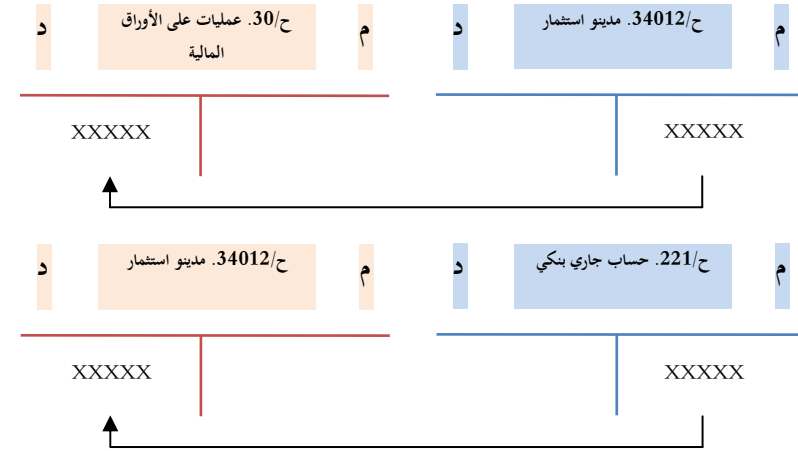 م
ح/34012. مدينو استثمار
د
م
ح/30. عمليات على الأوراق
المالية
د
XXXXX
XXXXX
م
ح/221. حساب جاري بنكي
د
م
ح/34012. مدينو استثمار
د
XXXXX
XXXXX